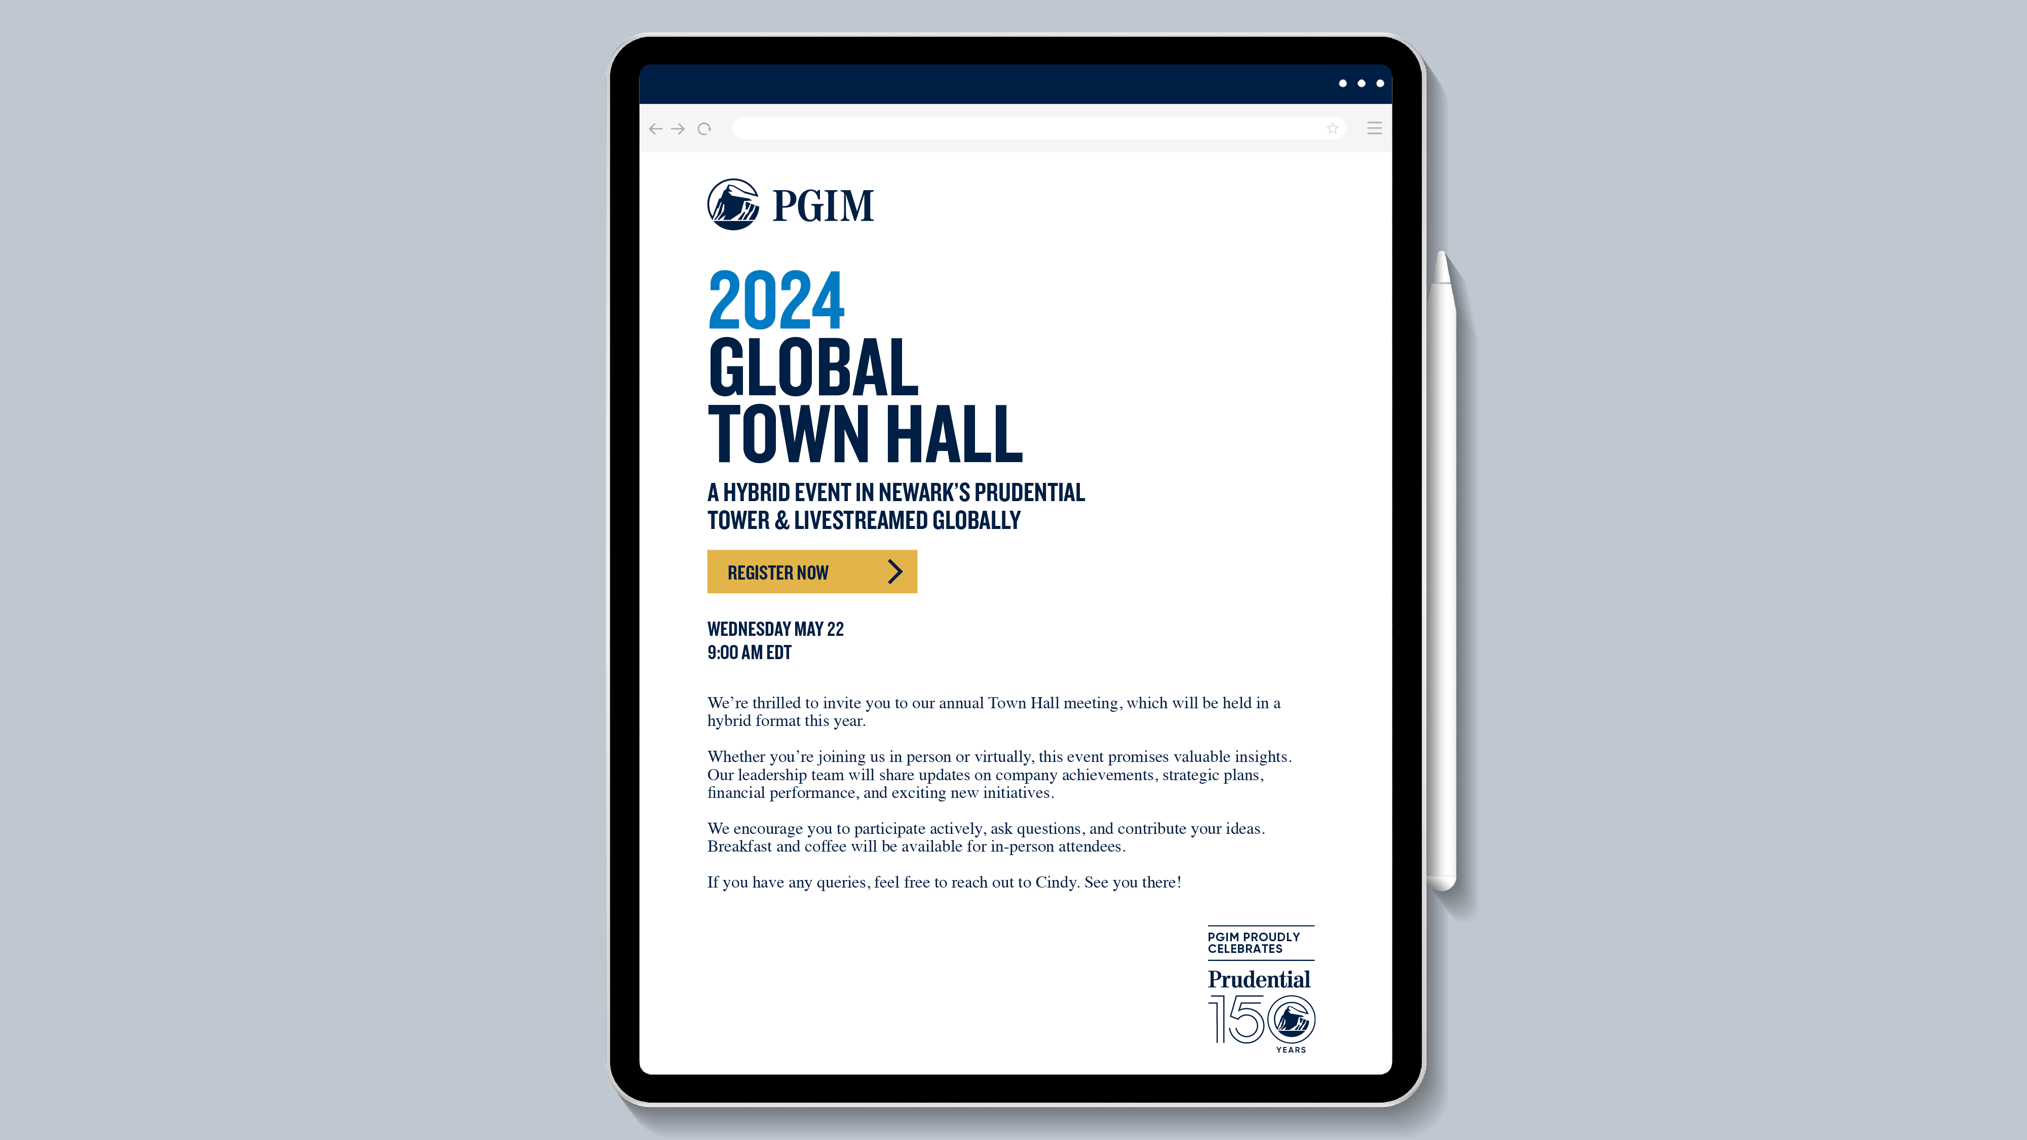 PGIM
2024
GLOBAL
TOWN HALL
A HYBRID EVENT IN NEWARK’S PRUDENTIAL
TOWER & LIVESTREAMED GLOBALLY
REGISTER NOW
WEDNESDAY MAY 22
9:00 AM EDT
We’re thrilled to invite you to our annual Town Hall meeting, which will be held in a
hybrid format this year.
Whether you’re joining us in person or virtually, this event promises valuable insights.
Our leadership team will share updates on company achievements, strategic plans,
financial performance, and exciting new initiatives.
We encourage you to participate actively, ask questions, and contribute your ideas.
Breakfast and coffee will be available for in-person attendees.
If you have any queries, feel free to reach out to Cindy. See you there!
PGIM PROUDLY
CELEBRATES
Prudential
150
YEARS